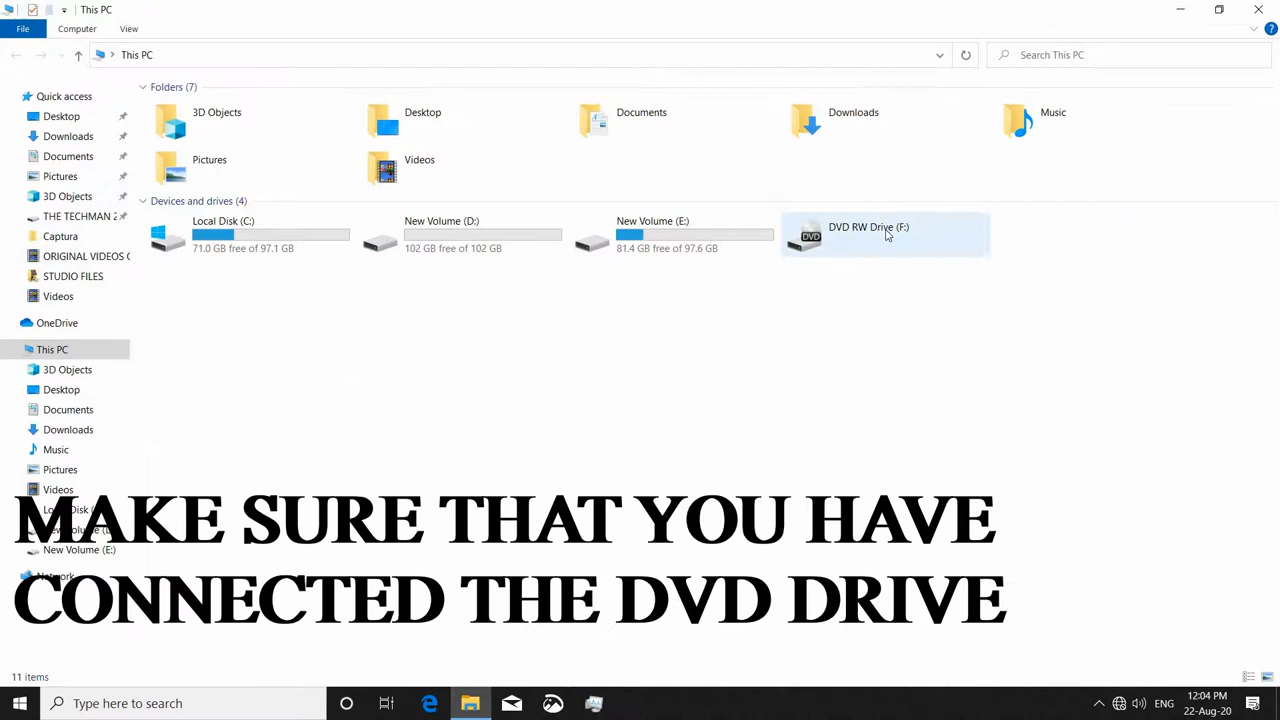 This PC
File
Computer
View
This PC
Search This PC
Quick access
Desktop
Downloads
Documents
Pictures
3D Objects
THE TECHMAN 2
Captura
ORIGINAL VIDEOS
STUDIO FILES
Videos
OneDrive
This PC
3D Objects
Desktop
Documents
Downloads
Music
Pictures
Videos
New Volume (E:)
Folders (7)
3D Objects
Desktop
Documents
Downloads
Music
Pictures
Videos
Devices and drives (4)
Local Disk (C:)
71.0 GB free of 97.1 GB
New Volume (D:)
102 GB free of 102 GB
New Volume (E:)
81.4 GB free of 97.6 GB
DVD RW Drive (F:)
DVD
MAKE SURE THAT YOU HAVE
CONNECTED THE DVD DRIVE
11 items
Type here to search
ENG
12:04 PM
22-Aug-20